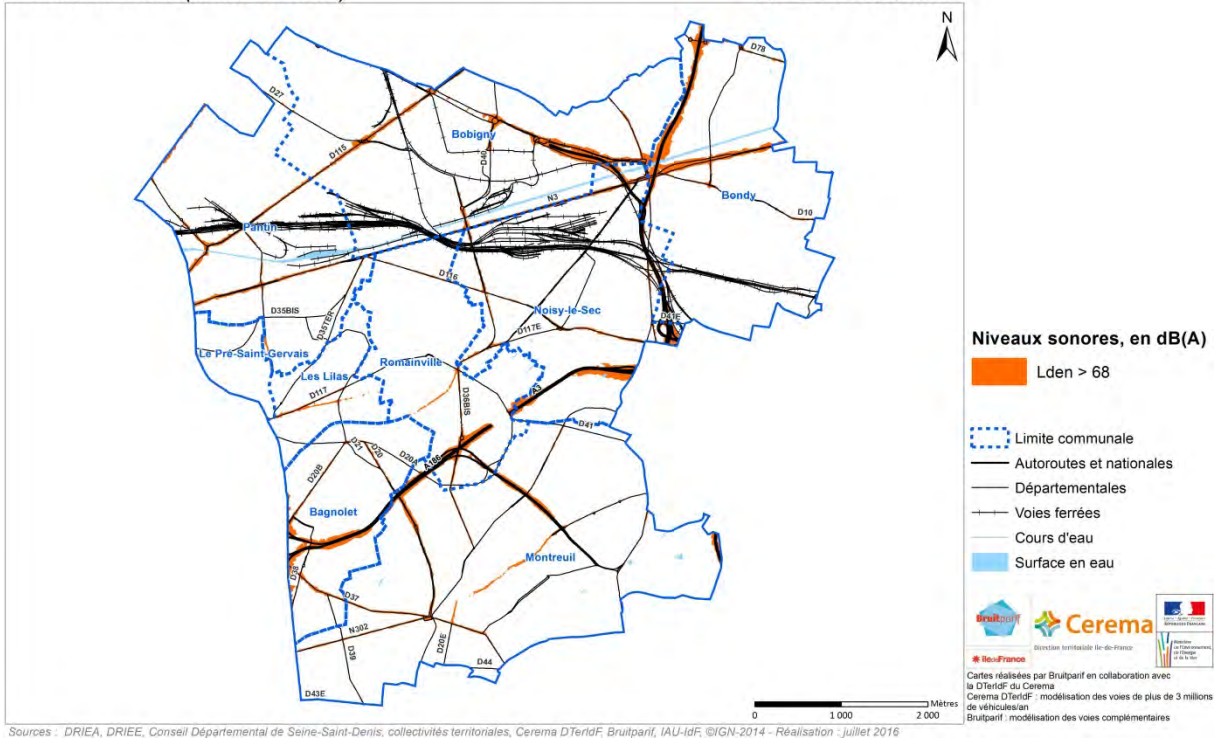 N
D78
D27
Bobigny
D115
D40
N3
Bondy
D10
Pantin
D116
D35BIS
D35TER
Noisy-le-Sec
D41E
D117E
Le Pré-Saint-Gervais
Romainville
Les Lilas
D117
A3
D36BIS
D41
D21
D20
D20A
A186
D20B
Bagnolet
Montreuil
D38
D37
N302
D39
D20E
D44
D43E
Niveaux sonores, en dB(A)
Lden > 68
Limite communale
Autoroutes et nationales
Départementales
Voies ferrées
Cours d'eau
Surface en eau
Bruitparif
Cerema
Direction territoriale Ile-de-France
îledeFrance
Cartes réalisées par Bruitparif en collaboration avec
la DTerIdF du Cerema
Cerema DTerIdF : modélisation des voies de plus de 3 millions
de véhicules/an
Bruitparif : modélisation des voies complémentaires
Mètres
0 1 000 2 000
Sources : DRIEA, DRIEE, Conseil Départemental de Seine-Saint-Denis, collectivités territoriales, Cerema DTerIdF, Bruitparif, IAU-IdF, ©IGN-2014 - Réalisation : juillet 2016